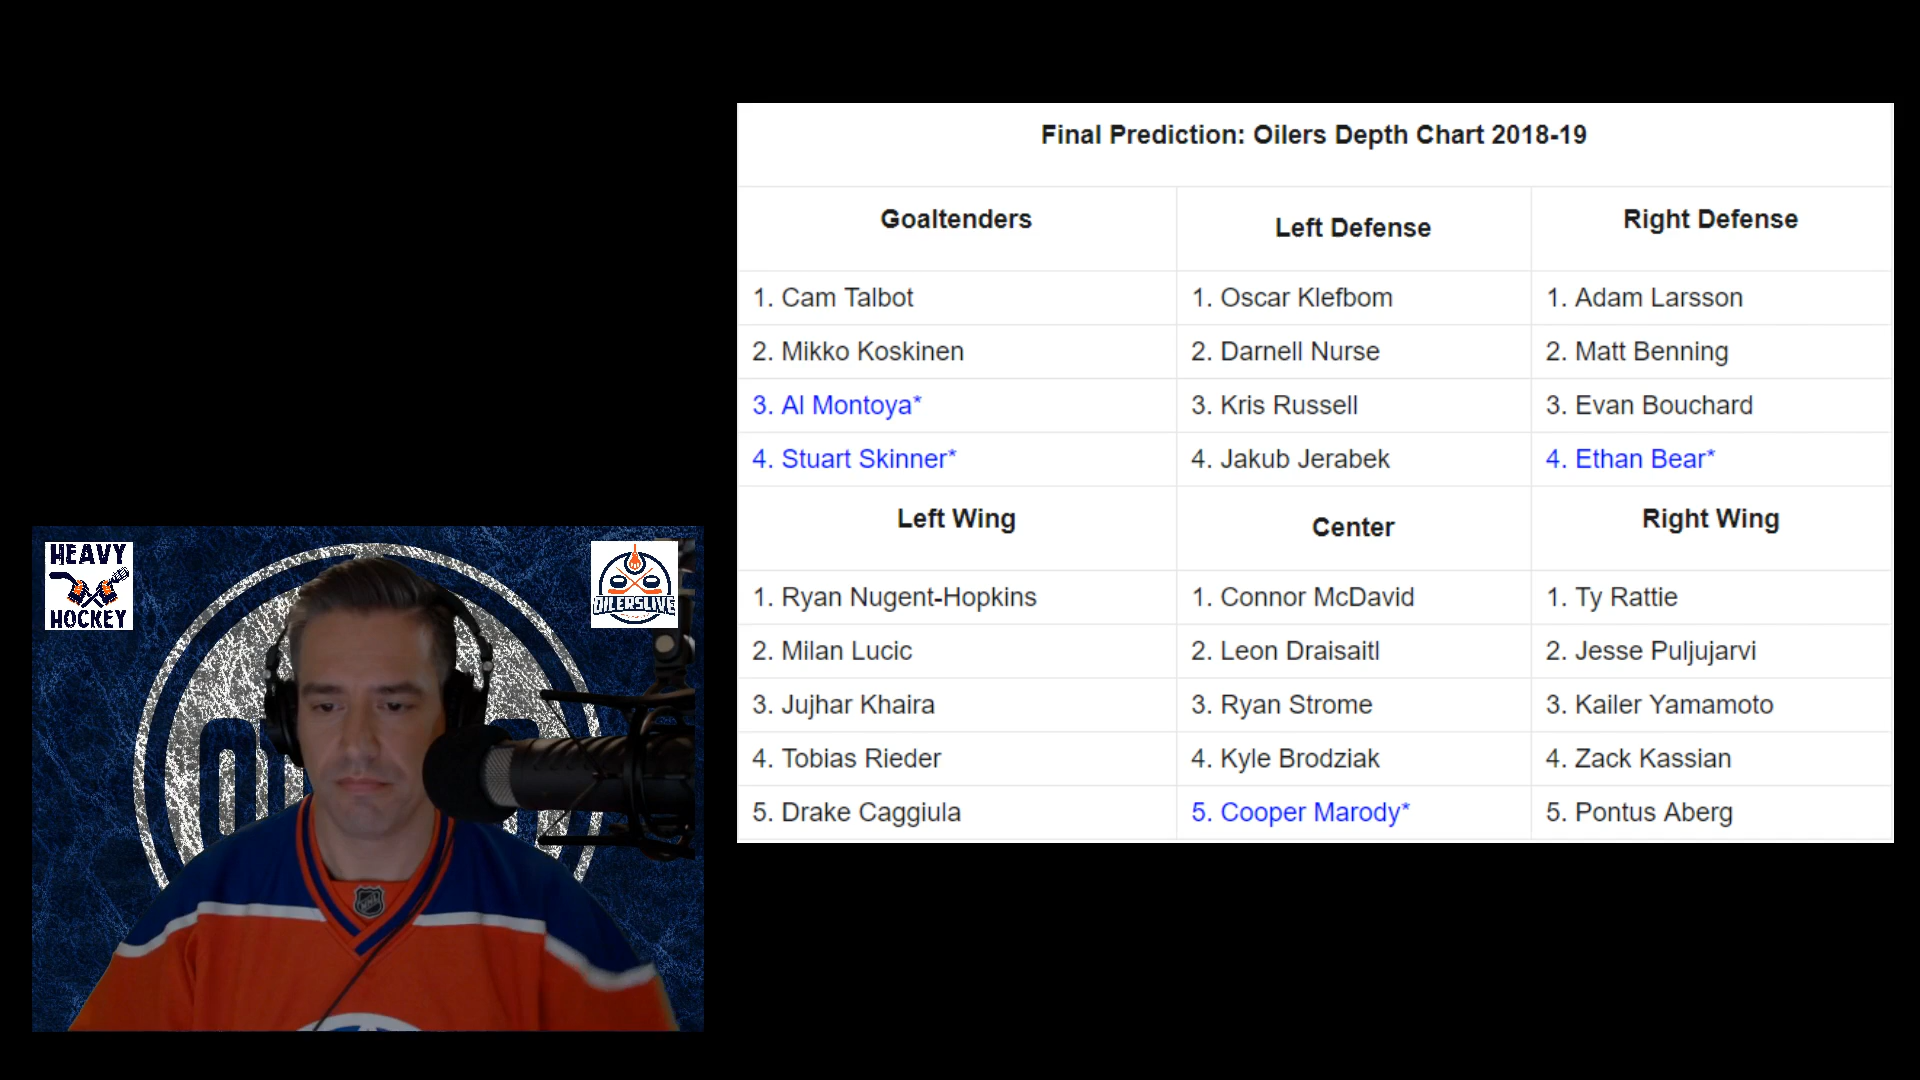 Final Prediction: Oilers Depth Chart 2018-19
Goaltenders
Left Defense
Right Defense
1. Cam Talbot
1. Oscar Klefbom
1. Adam Larsson
2. Mikko Koskinen
2. Darnell Nurse
2. Matt Benning
3. Al Montoya*
3. Kris Russell
3. Evan Bouchard
4. Stuart Skinner*
4. Jakub Jerabek
4. Ethan Bear*
Left Wing
Center
Right Wing
1. Ryan Nugent-Hopkins
1. Connor McDavid
1. Ty Rattie
2. Milan Lucic
2. Leon Draisaitl
2. Jesse Puljujarvi
3. Jujhar Khaira
3. Ryan Strome
3. Kailer Yamamoto
4. Tobias Rieder
4. Kyle Brodziak
4. Zack Kassian
5. Drake Caggiula
5. Cooper Marody*
5. Pontus Aberg
HEAVY
HOCKEY
OILERSLIVE
NHL